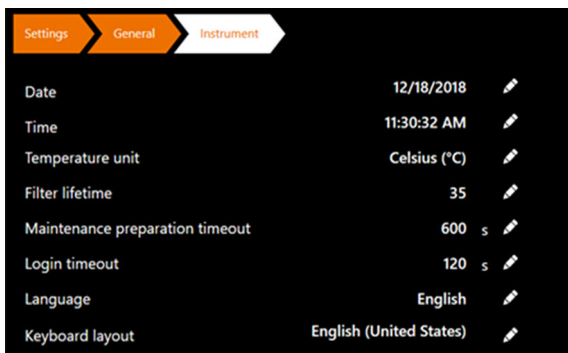 Settings General Instrument
Date 12/18/2018
Time 11:30:32 AM
Temperature unit Celsius (°C)
Filter lifetime 35
Maintenance preparation timeout 600 s
Login timeout 120 s
Language English
Keyboard layout English (United States)